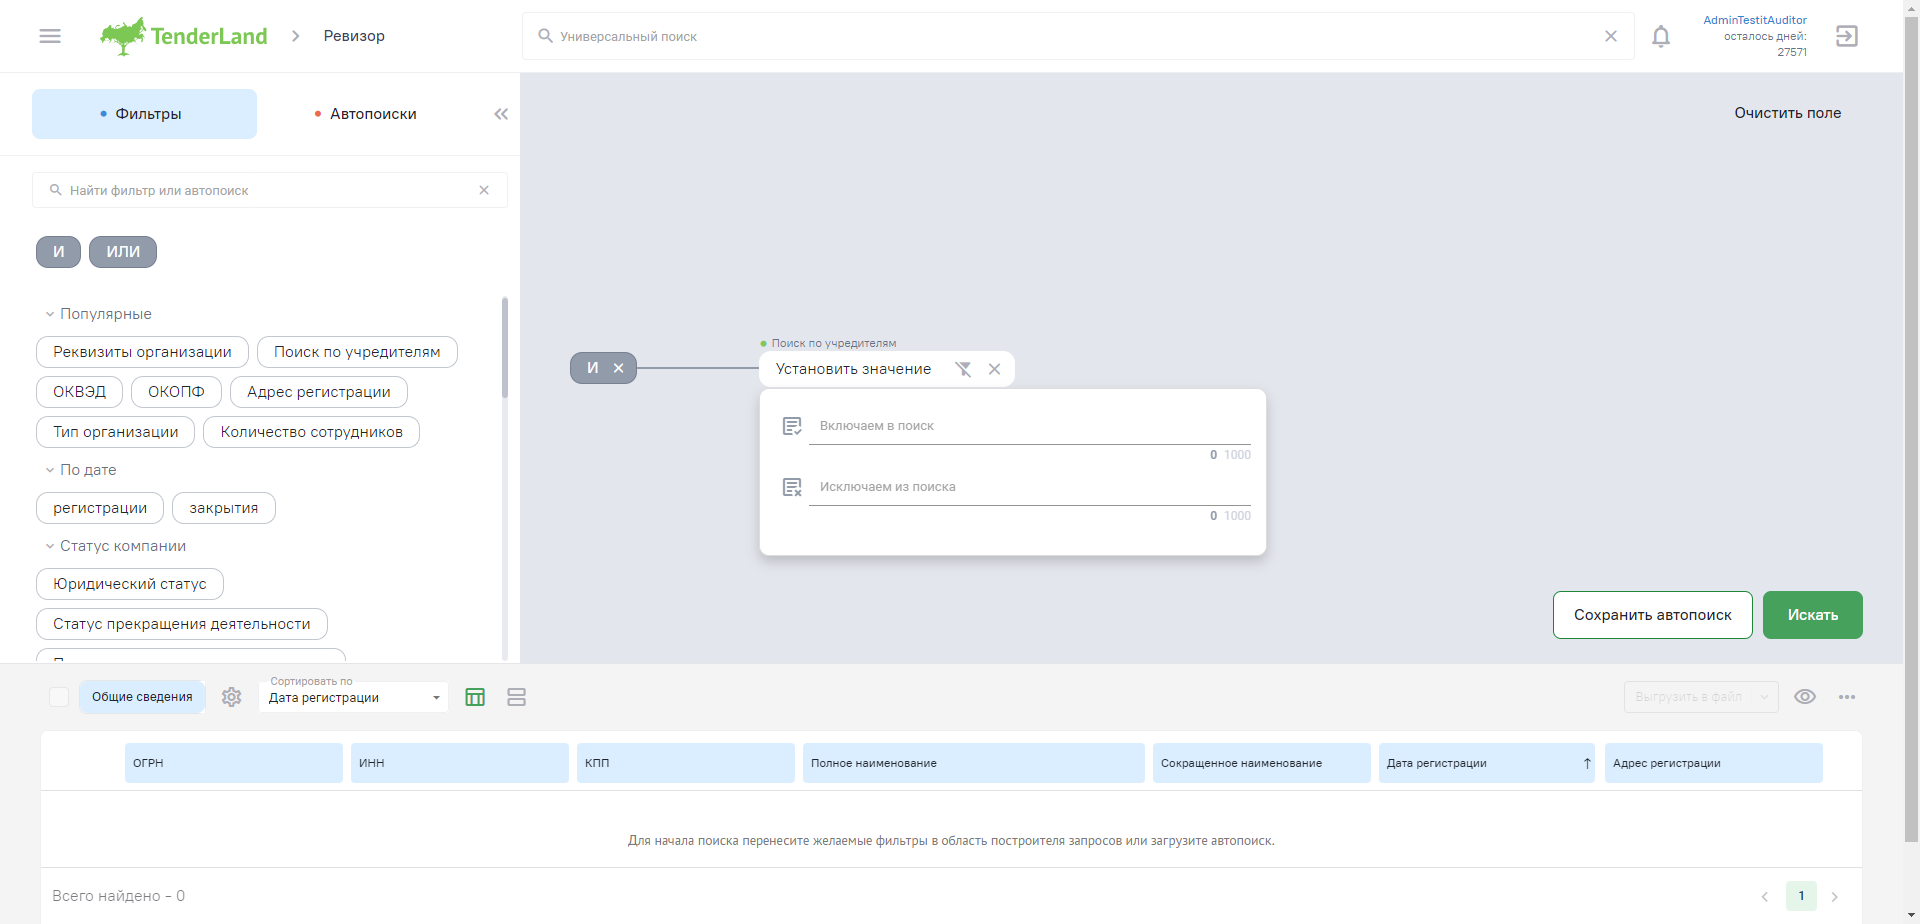 TenderLand
Ревизор
Универсальный поиск
AdminTestitAuditor
осталось дней:
27571
Фильтры
Автопоиски
Очистить поле
Найти фильтр или автопоиск
И
ИЛИ
Популярные
Реквизиты организации
Поиск по учредителям
ОКВЭД
ОКОПФ
Адрес регистрации
Тип организации
Количество сотрудников
По дате
регистрации
закрытия
Статус компании
Юридический статус
Статус прекращения деятельности
Поиск по учредителям
И
Установить значение
Включаем в поиск
0 1000
Исключаем из поиска
0 1000
Сохранить автопоиск
Искать
Общие сведения
Сортировать по
Дата регистрации
Выгрузить в файл
ОГРН
ИНН
КПП
Полное наименование
Сокращенное наименование
Дата регистрации
Адрес регистрации
Для начала поиска перенесите желаемые фильтры в область построителя запросов или загрузите автопоиск.
Всего найдено - 0
1